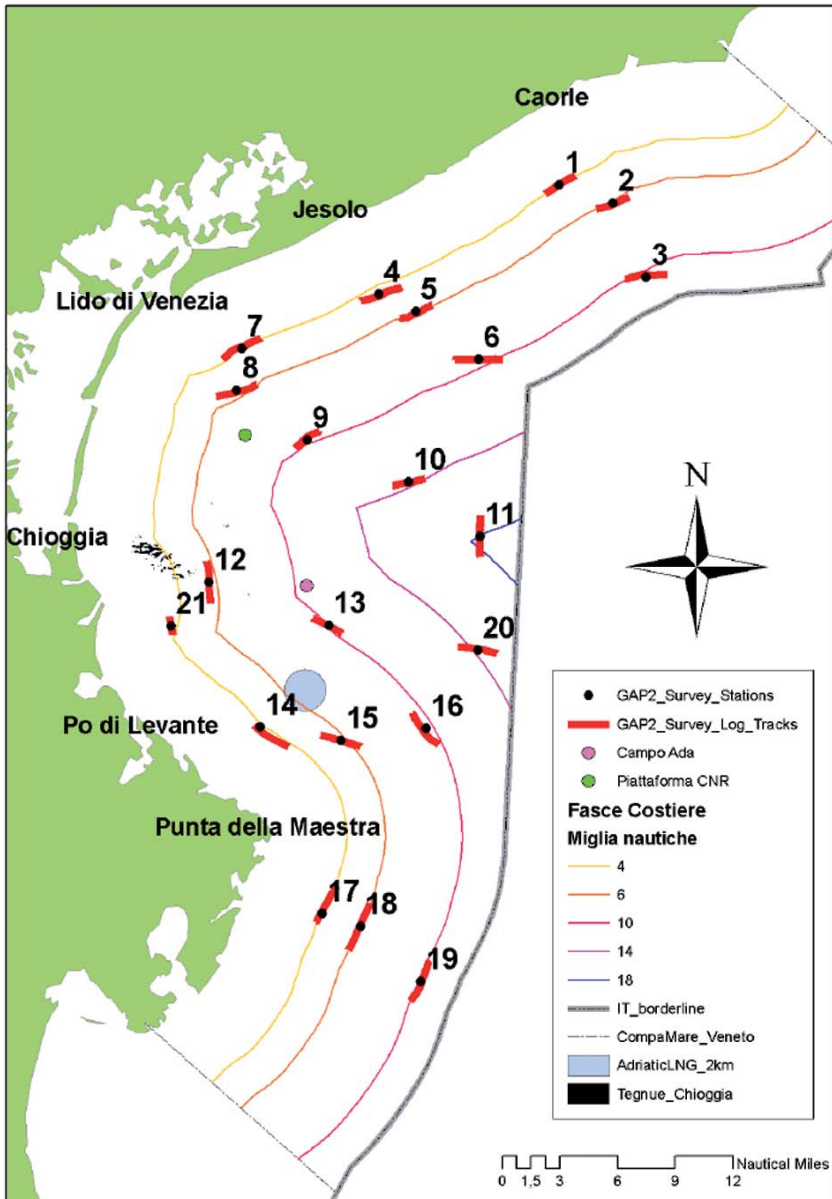 Caorle
1
2
Jesolo
3
4
5
Lido di Venezia
7
6
8
9
10
N
11
Chioggia
12
21
13
20
14
16
Po di Levante
15
Punta della Maestra
17
18
19
GAP2_Survey_Stations
GAP2_Survey_Log_Tracks
Campo Ada
Piattaforma CNR
Fasce Costiere
Miglia nautiche
4
6
10
14
18
IT_borderline
CompaMare_Veneto
AdriaticLNG_2km
Tegnue_Chioggia
Nautical Miles
0 1,5 3 6 9 12